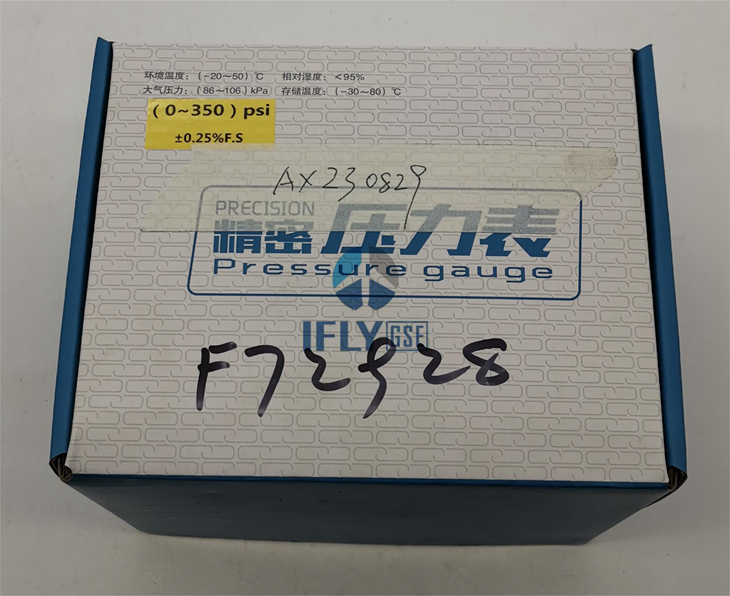 环境温度：(-20~50)℃ 相对湿度：<95%
大气压力：(86~106)kPa 存储温度：(-30~80)℃
(0~350)psi
±0.25%F.S
AX230829
PRECISION
精密压力表
Pressure gauge
IFLY GSE
F72928